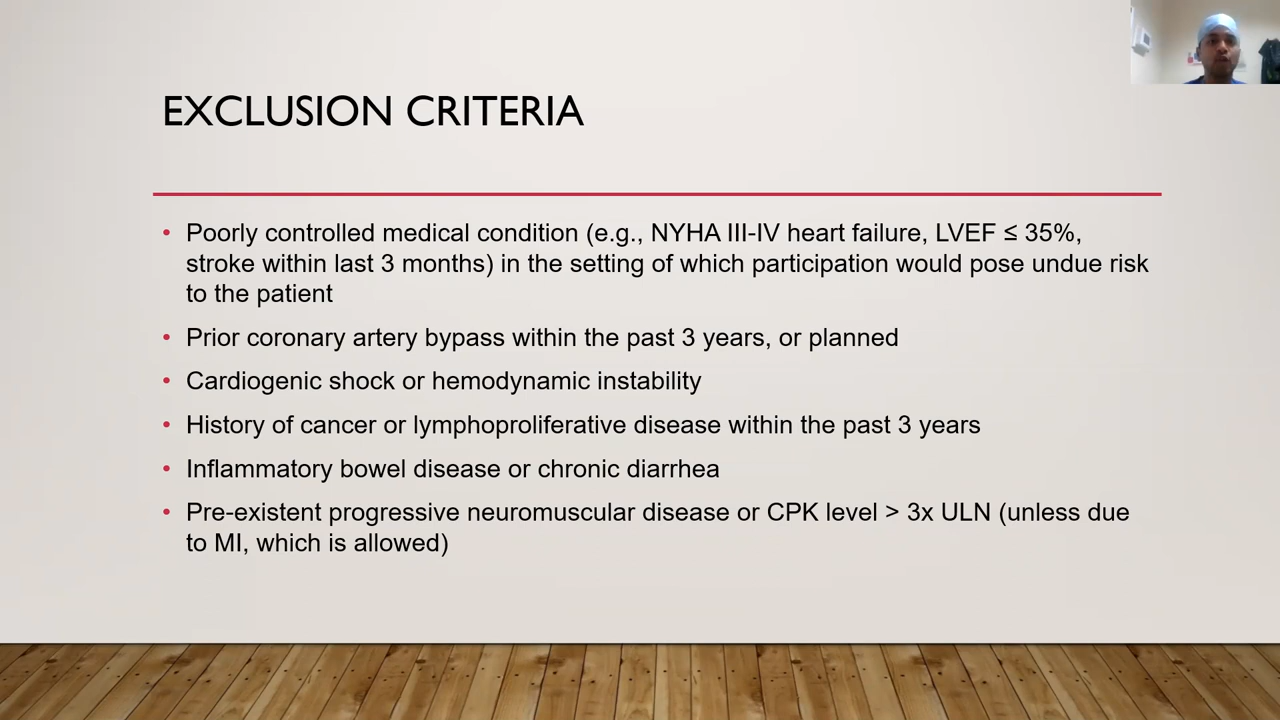 EXCLUSION CRITERIA
• Poorly controlled medical condition (e.g., NYHA III-IV heart failure, LVEF ≤ 35%,
stroke within last 3 months) in the setting of which participation would pose undue risk
to the patient
• Prior coronary artery bypass within the past 3 years, or planned
• Cardiogenic shock or hemodynamic instability
• History of cancer or lymphoproliferative disease within the past 3 years
• Inflammatory bowel disease or chronic diarrhea
• Pre-existent progressive neuromuscular disease or CPK level > 3x ULN (unless due
to MI, which is allowed)